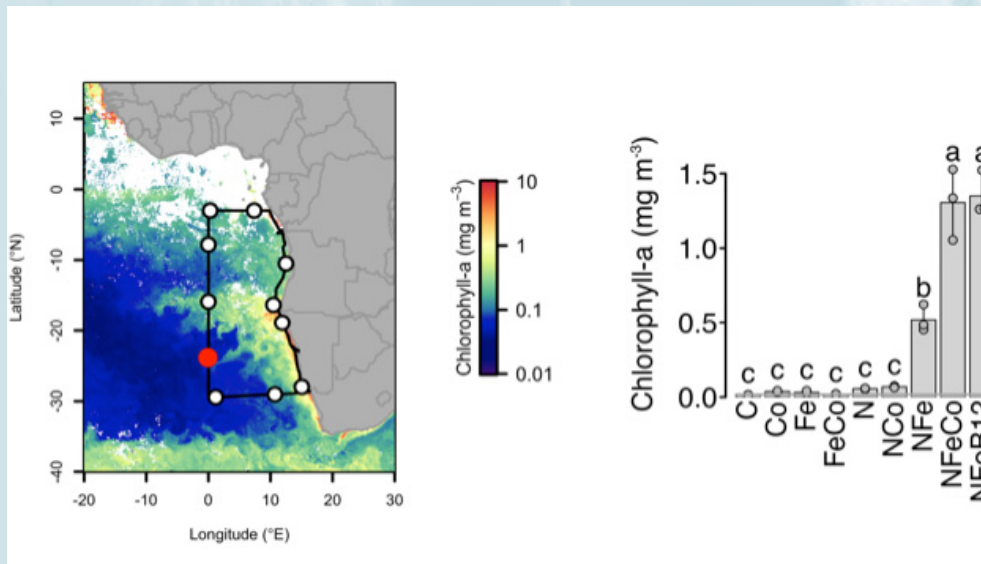 Latitude (°N)
10
0
-10
-20
-30
-40
-20 -10 0 10 20 30
Longitude (°E)
Chlorophyll-a (mg m⁻³)
10
1
0.1
0.01
Chlorophyll-a (mg m⁻³)
1.5
1.0
0.5
0.0
c c c c c c b a a
C Co Fe FeCo N NCo NFe NFeCo NFeB12